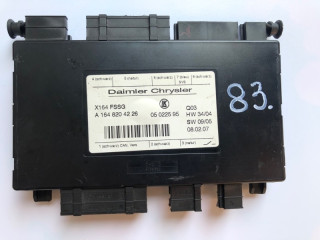 Daimler Chrysler
X164 FSSG
Q03
A 164 820 42 26
05 0225 95
HW 34/04
SW 09/06
08.02.07
83.